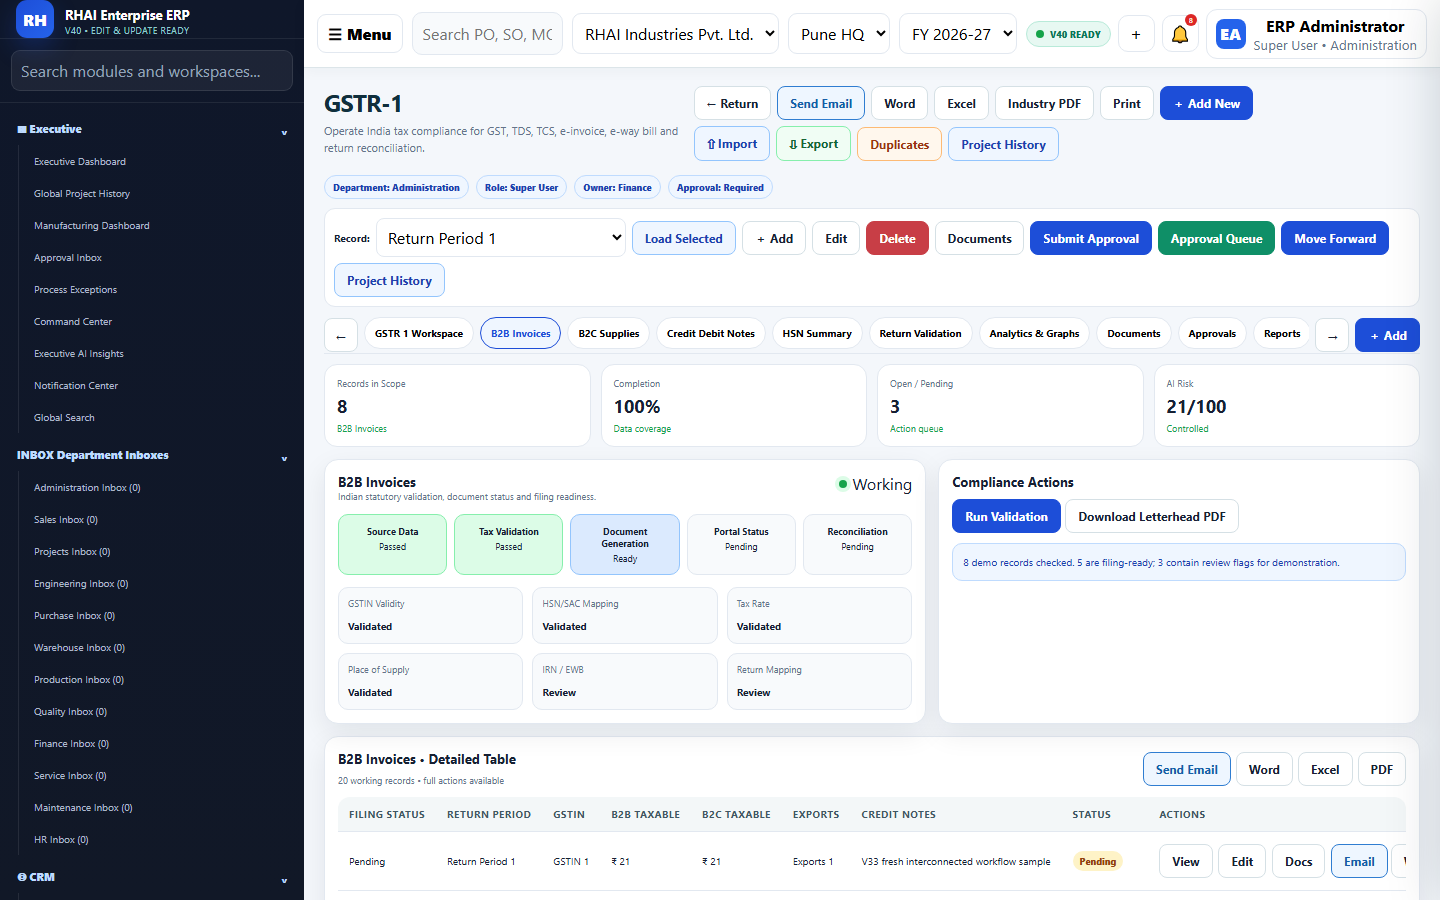 RH
RHAI Enterprise ERP
V40 • EDIT & UPDATE READY
Search modules and workspaces...
Executive
Executive Dashboard
Global Project History
Manufacturing Dashboard
Approval Inbox
Process Exceptions
Command Center
Executive AI Insights
Notification Center
Global Search
INBOX Department Inboxes
Administration Inbox (0)
Sales Inbox (0)
Projects Inbox (0)
Engineering Inbox (0)
Purchase Inbox (0)
Warehouse Inbox (0)
Production Inbox (0)
Quality Inbox (0)
Finance Inbox (0)
Service Inbox (0)
Maintenance Inbox (0)
HR Inbox (0)
CRM
☰ Menu
Search PO, SO, MC
RHAI Industries Pvt. Ltd.
Pune HQ
FY 2026-27
V40 READY
+
8
EA
ERP Administrator
Super User • Administration
GSTR-1
Operate India tax compliance for GST, TDS, TCS, e-invoice, e-way bill and
return reconciliation.
← Return
Send Email
Word
Excel
Industry PDF
Print
+ Add New
⇧ Import
⇩ Export
Duplicates
Project History
Department: Administration
Role: Super User
Owner: Finance
Approval: Required
Record:
Return Period 1
Load Selected
+ Add
Edit
Delete
Documents
Submit Approval
Approval Queue
Move Forward
Project History
←
GSTR 1 Workspace
B2B Invoices
B2C Supplies
Credit Debit Notes
HSN Summary
Return Validation
Analytics & Graphs
Documents
Approvals
Reports
→
+ Add
Records in Scope
8
B2B Invoices
Completion
100%
Data coverage
Open / Pending
3
Action queue
AI Risk
21/100
Controlled
B2B Invoices
Indian statutory validation, document status and filing readiness.
Working
Source Data
Passed
Tax Validation
Passed
Document
Generation
Ready
Portal Status
Pending
Reconciliation
Pending
GSTIN Validity
Validated
HSN/SAC Mapping
Validated
Tax Rate
Validated
Place of Supply
Validated
IRN / EWB
Review
Return Mapping
Review
Compliance Actions
Run Validation
Download Letterhead PDF
8 demo records checked. 5 are filing-ready; 3 contain review flags for demonstration.
B2B Invoices • Detailed Table
20 working records • full actions available
Send Email
Word
Excel
PDF
FILING STATUS
RETURN PERIOD
GSTIN
B2B TAXABLE
B2C TAXABLE
EXPORTS
CREDIT NOTES
STATUS
ACTIONS
Pending
Return Period 1
GSTIN 1
₹ 21
₹ 21
Exports 1
V33 fresh interconnected workflow sample
Pending
View
Edit
Docs
Email